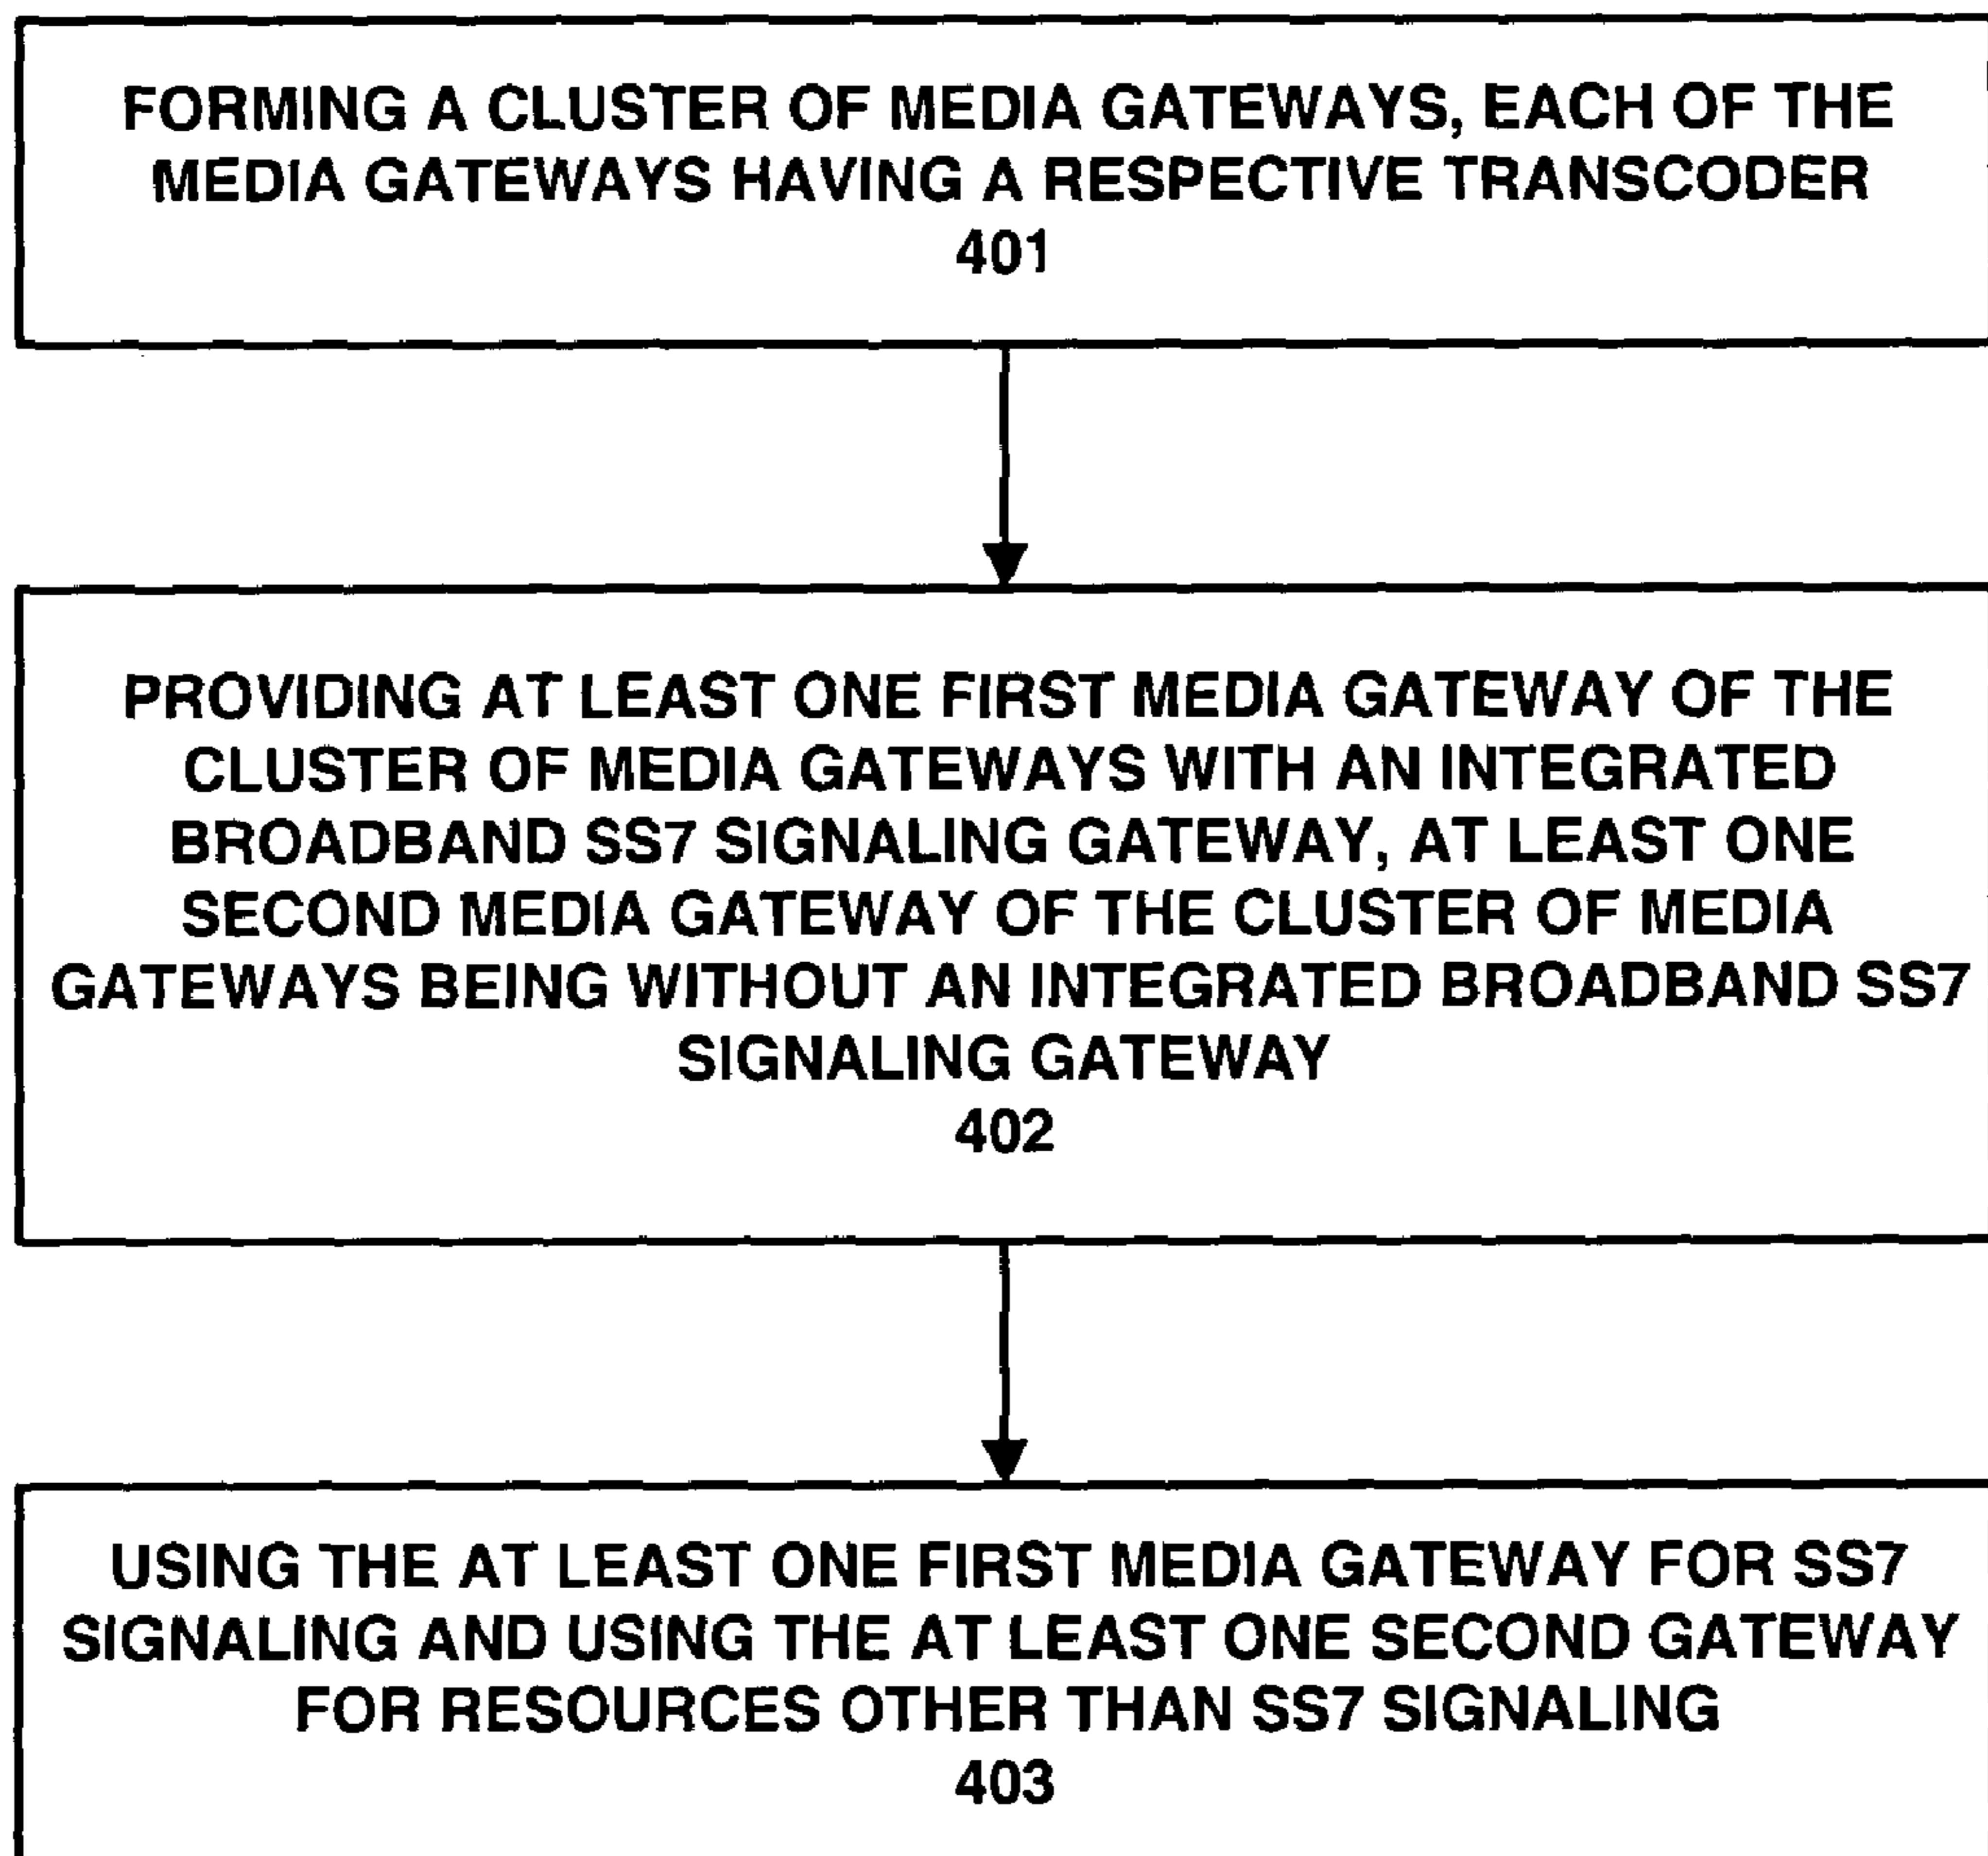 FORMING A CLUSTER OF MEDIA GATEWAYS, EACH OF THE
MEDIA GATEWAYS HAVING A RESPECTIVE TRANSCODER
401
PROVIDING AT LEAST ONE FIRST MEDIA GATEWAY OF THE
CLUSTER OF MEDIA GATEWAYS WITH AN INTEGRATED
BROADBAND SS7 SIGNALING GATEWAY, AT LEAST ONE
SECOND MEDIA GATEWAY OF THE CLUSTER OF MEDIA
GATEWAYS BEING WITHOUT AN INTEGRATED BROADBAND SS7
SIGNALING GATEWAY
402
USING THE AT LEAST ONE FIRST MEDIA GATEWAY FOR SS7
SIGNALING AND USING THE AT LEAST ONE SECOND GATEWAY
FOR RESOURCES OTHER THAN SS7 SIGNALING
403